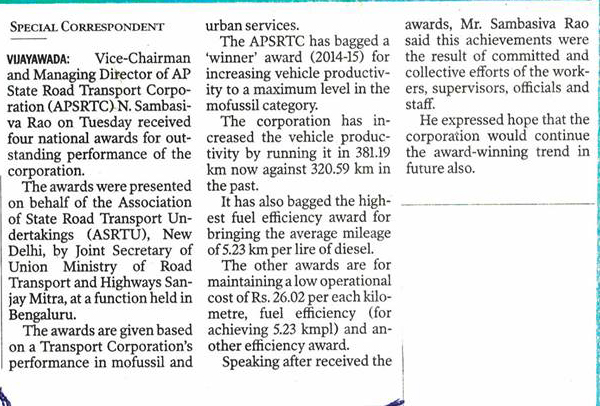 SPECIAL CORRESPONDENT
VIJAYAWADA: Vice-Chairman
and Managing Director of AP
State Road Transport Corpo-
ration (APSRTC) N. Sambasi-
va Rao on Tuesday received
four national awards for out-
standing performance of the
corporation.
The awards were presented
on behalf of the Association
of State Road Transport Un-
dertakings (ASRTU), New
Delhi, by Joint Secretary of
Union Ministry of Road
Transport and Highways San-
jay Mitra, at a function held in
Bengaluru.
The awards are given based
on a Transport Corporation's
performance in mofussil and
urban services.
The APSRTC has bagged a
'winner' award (2014-15) for
increasing vehicle productiv-
ity to a maximum level in the
mofussil category.
The corporation has in-
creased the vehicle produc-
tivity by running it in 381.19
km now against 320.59 km in
the past.
It has also bagged the high-
est fuel efficiency award for
bringing the average mileage
of 5.23 km per lire of diesel.
The other awards are for
maintaining a low operational
cost of Rs. 26.02 per each kilo-
metre, fuel efficiency (for
achieving 5.23 kmpl) and an-
other efficiency award.
Speaking after received the
awards, Mr. Sambasiva Rao
said this achievements were
the result of committed and
collective efforts of the work-
ers, supervisors, officials and
staff.
He expressed hope that the
corporation would continue
the award-winning trend in
future also.